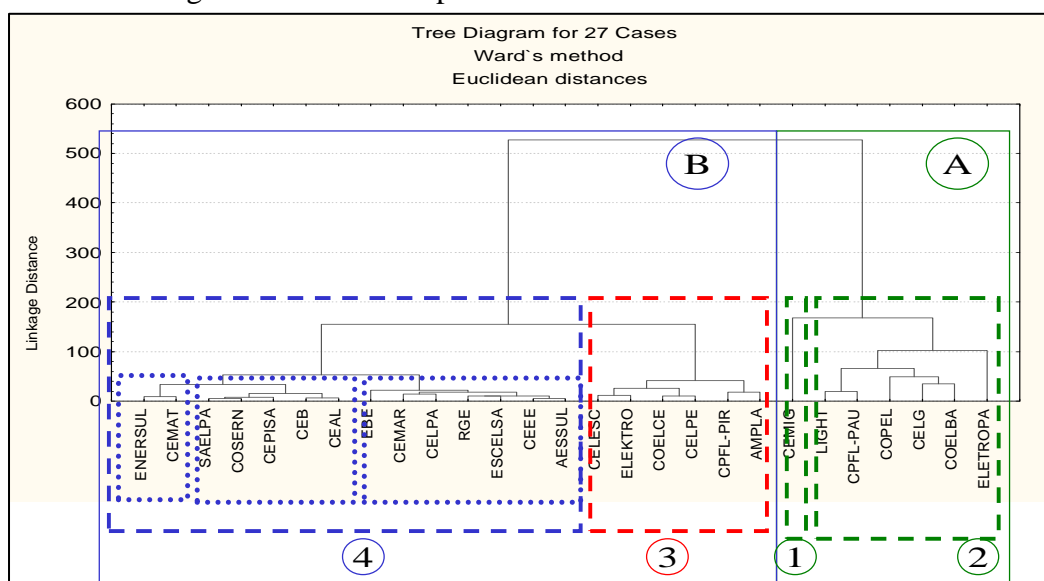 Tree Diagram for 27 Cases
Ward`s method
Euclidean distances
Linkage Distance
600
500
400
300
200
100
0
B
A
ENERSUL
CEMAT
SAELPA
COSERN
CEPISA
CEB
CEAL
EBE
CEMAR
CELPA
RGE
ESCELSA
CEEE
AESSUL
CELESC
ELEKTRO
COELCE
CELPE
CPFL-PIR
AMPLA
CEMIG
LIGHT
CPFL-PAU
COPEL
CELG
COELBA
ELETROPA
4
3
1
2